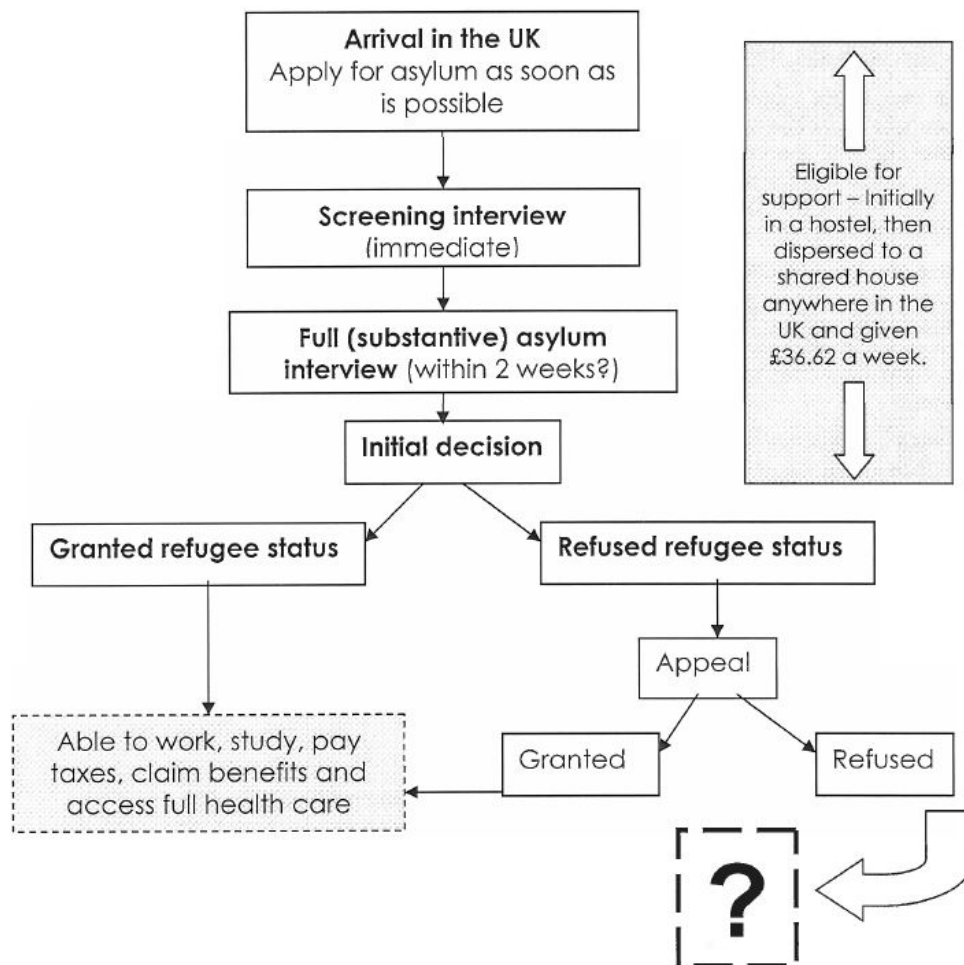 Arrival in the UK
Apply for asylum as soon as
is possible
Eligible for
support – Initially
in a hostel, then
dispersed to a
shared house
anywhere in the
UK and given
£36.62 a week.
Screening interview
(immediate)
Full (substantive) asylum
interview (within 2 weeks?)
Initial decision
Granted refugee status
Refused refugee status
Appeal
Able to work, study, pay
taxes, claim benefits and
access full health care
Granted
Refused
?